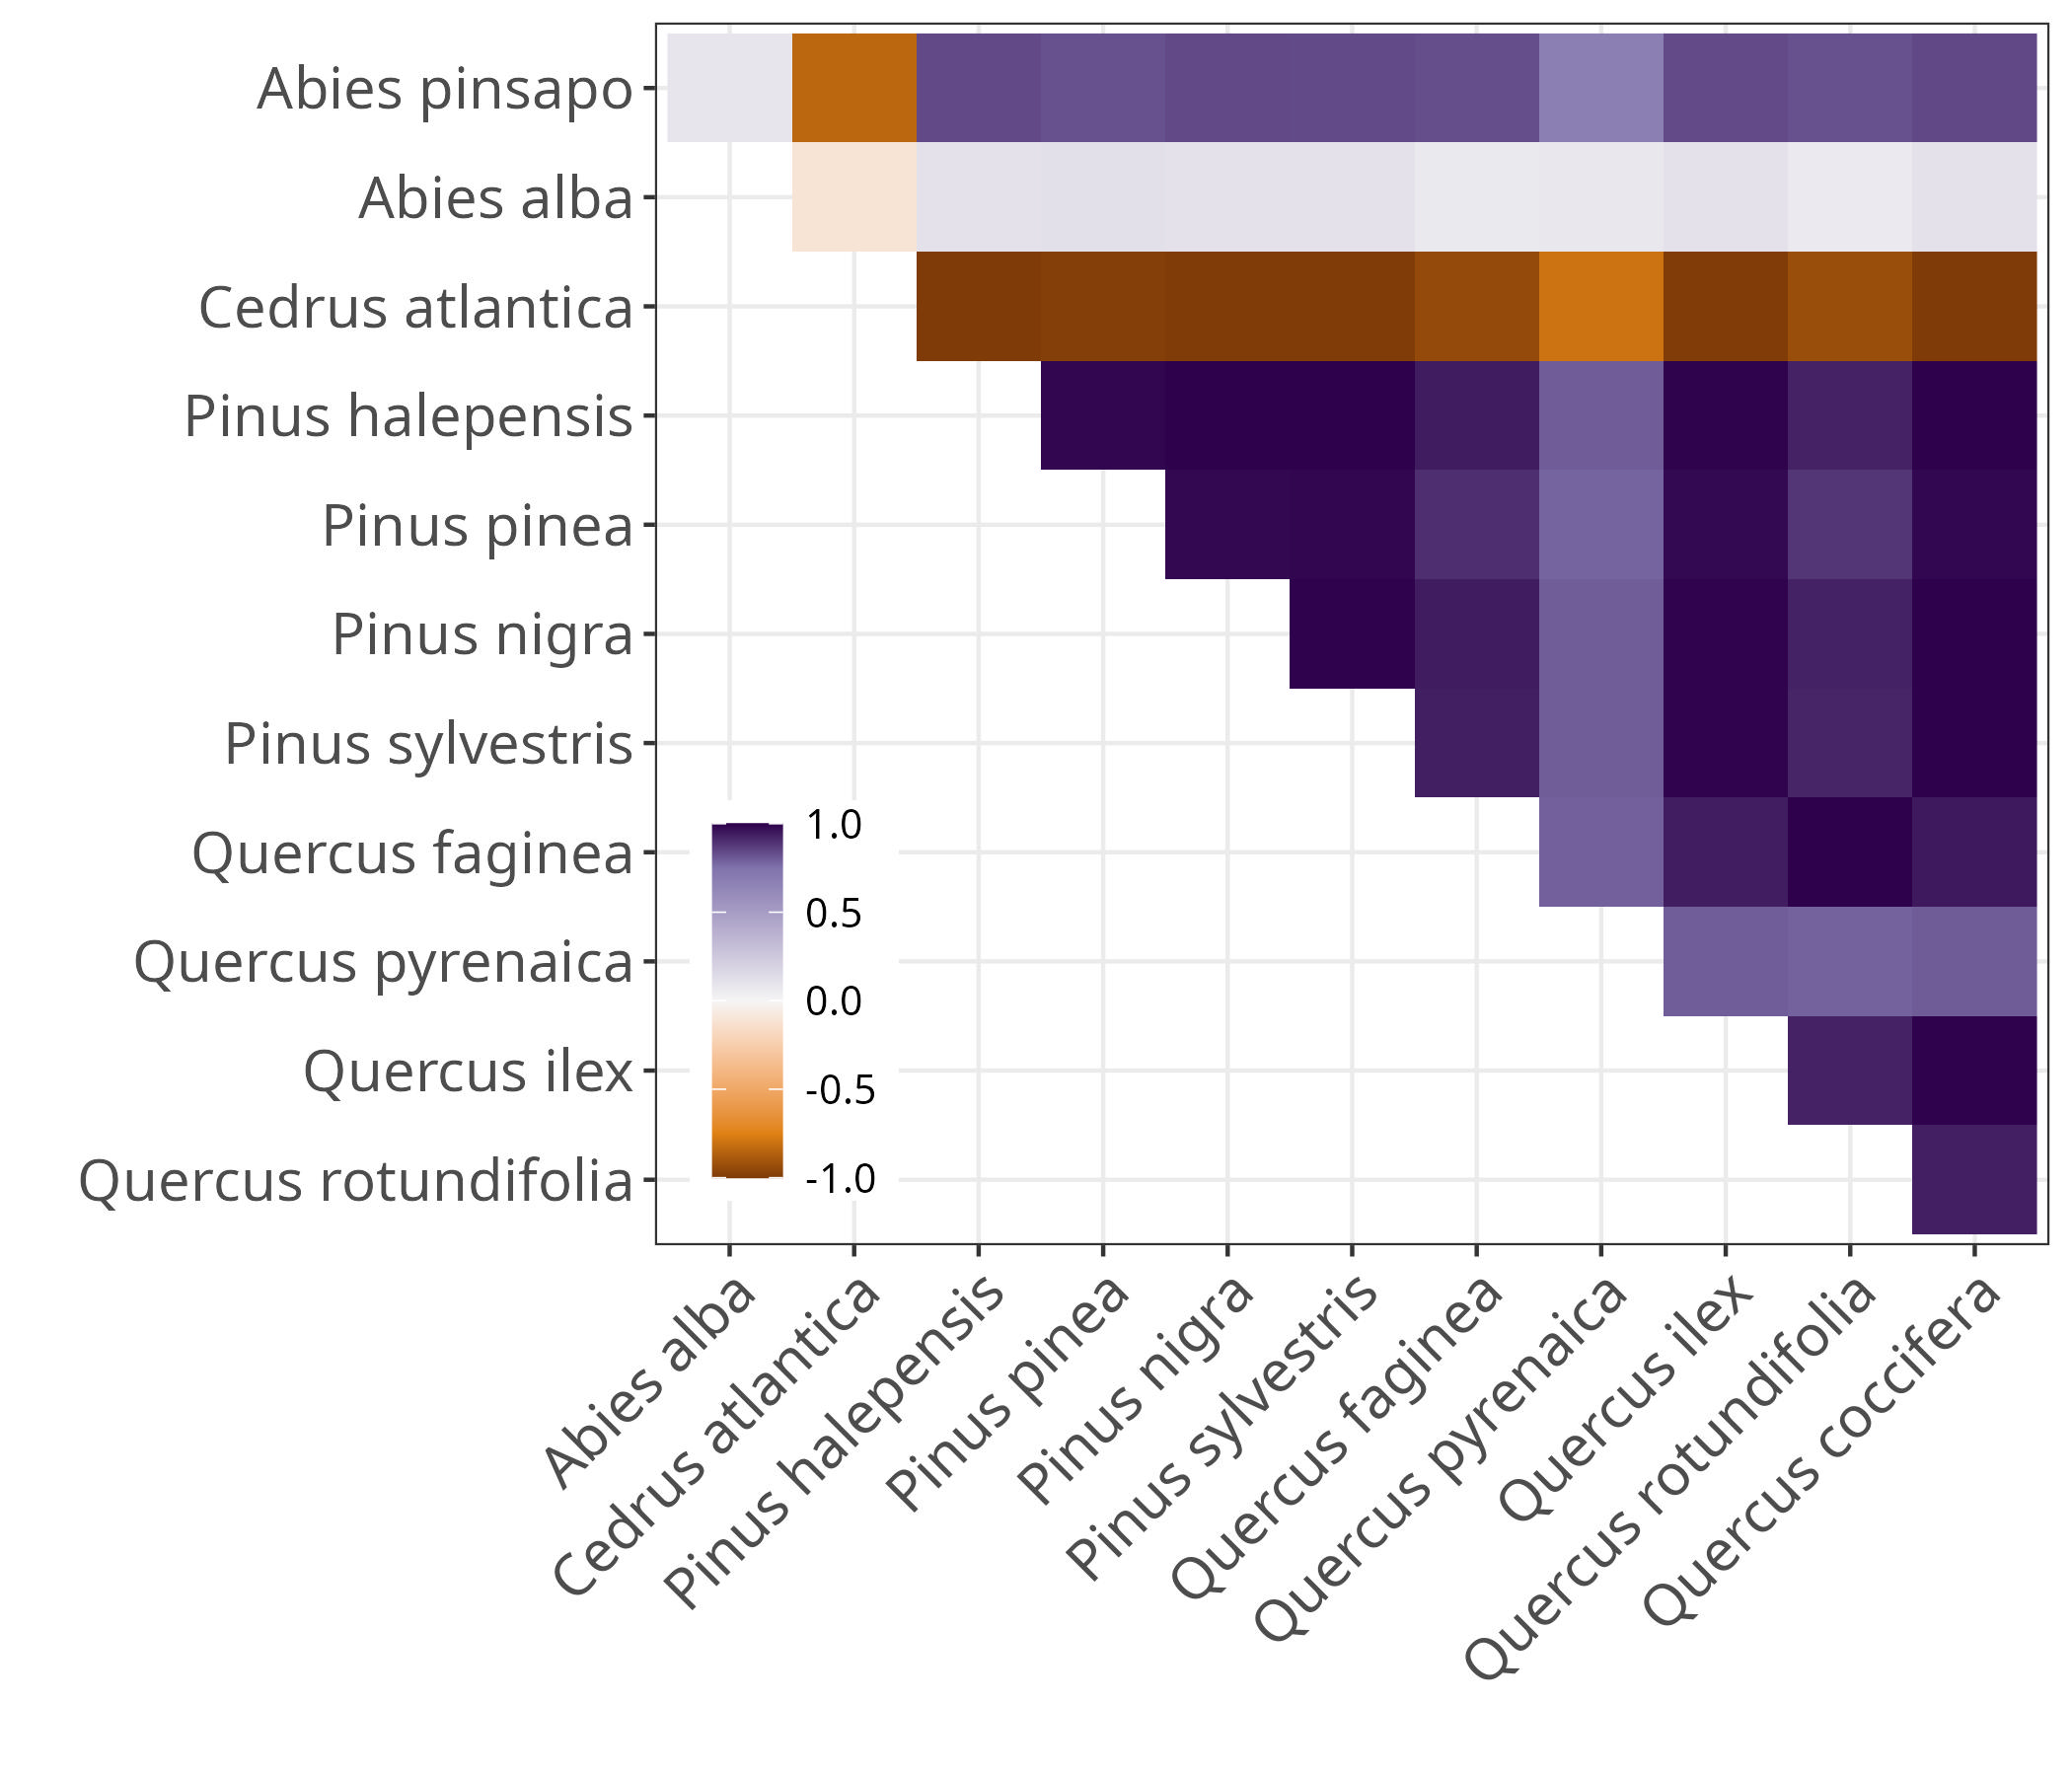 Abies pinsapo
Abies alba
Cedrus atlantica
Pinus halepensis
Pinus pinea
Pinus nigra
Pinus sylvestris
Quercus faginea
Quercus pyrenaica
Quercus ilex
Quercus rotundifolia
1.0
0.5
0.0
-0.5
-1.0
Abies alba
Cedrus atlantica
Pinus halepensis
Pinus pinea
Pinus nigra
Pinus sylvestris
Quercus faginea
Quercus pyrenaica
Quercus ilex
Quercus rotundifolia
Quercus coccifera